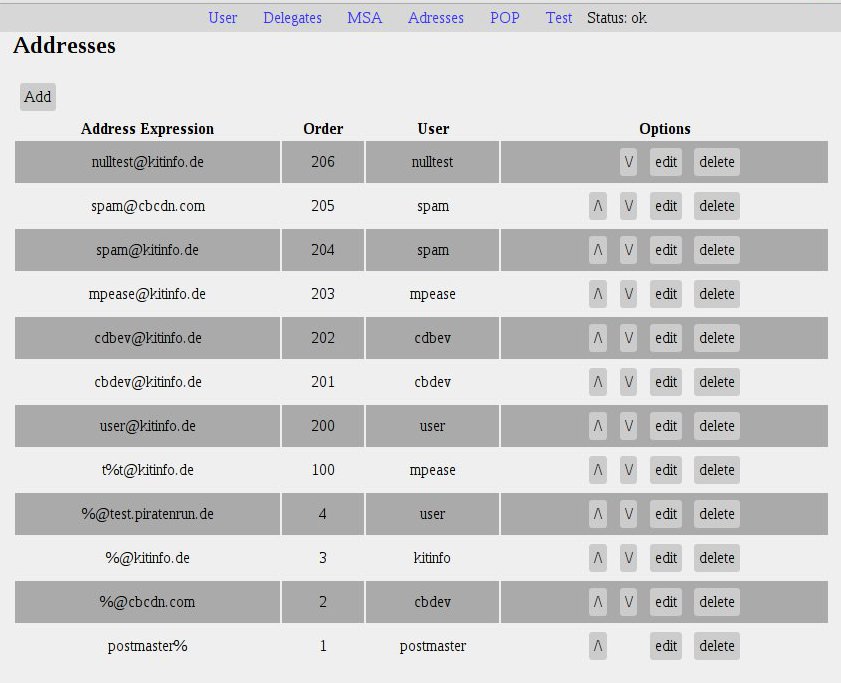 User Delegates MSA Adresses POP Test Status: ok
Addresses
Add
Address Expression Order User Options
nulltest@kitinfo.de 206 nulltest \/ edit delete
spam@cbcdn.com 205 spam /\ \/ edit delete
spam@kitinfo.de 204 spam /\ \/ edit delete
mpease@kitinfo.de 203 mpease /\ \/ edit delete
cdbev@kitinfo.de 202 cdbev /\ \/ edit delete
cbdev@kitinfo.de 201 cbdev /\ \/ edit delete
user@kitinfo.de 200 user /\ \/ edit delete
t%t@kitinfo.de 100 mpease /\ \/ edit delete
%@test.piratenrun.de 4 user /\ \/ edit delete
%@kitinfo.de 3 kitinfo /\ \/ edit delete
%@cbcdn.com 2 cbdev /\ \/ edit delete
postmaster% 1 postmaster /\ edit delete